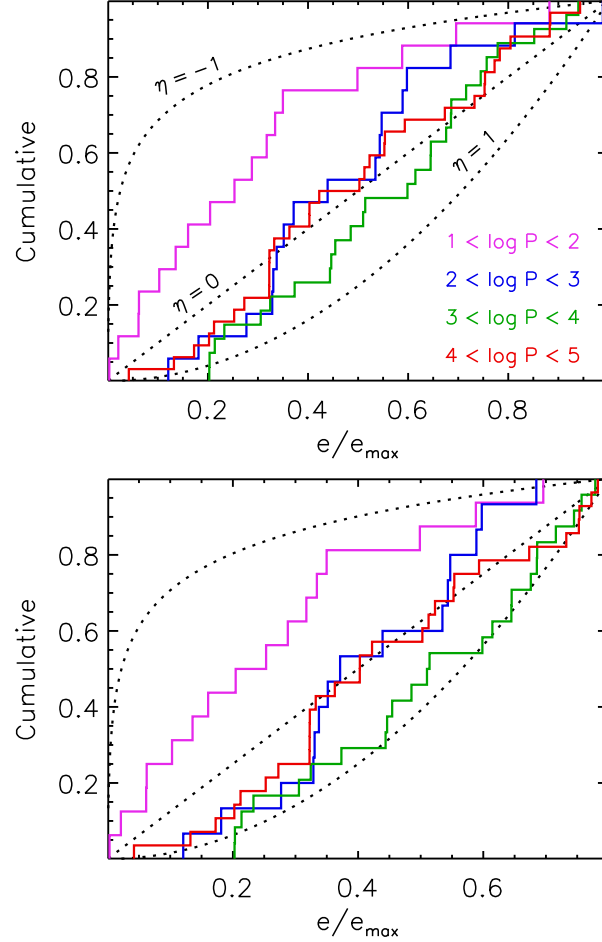 0.8
0.6
0.4
0.2
Cumulative
η = −1
η = 0
η = 1
1 < log P < 2
2 < log P < 3
3 < log P < 4
4 < log P < 5
0.2 0.4 0.6 0.8
e/e_max
0.8
0.6
0.4
0.2
Cumulative
0.2 0.4 0.6
e/e_max